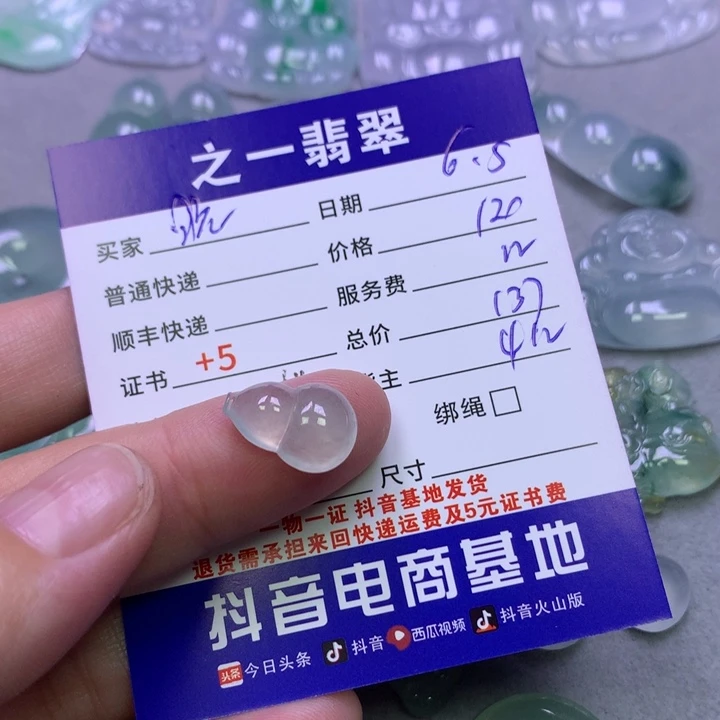 之一翡翠
买家 日期 6.5
普通快递 价格 120
顺丰快递 服务费 12
证书 +5 总价 137
主
绑绳
尺寸
一物一证 抖音基地发货
退货需承担来回快递运费及5元证书费
抖音电商基地
头条 今日头条 抖音 西瓜视频 抖音火山版